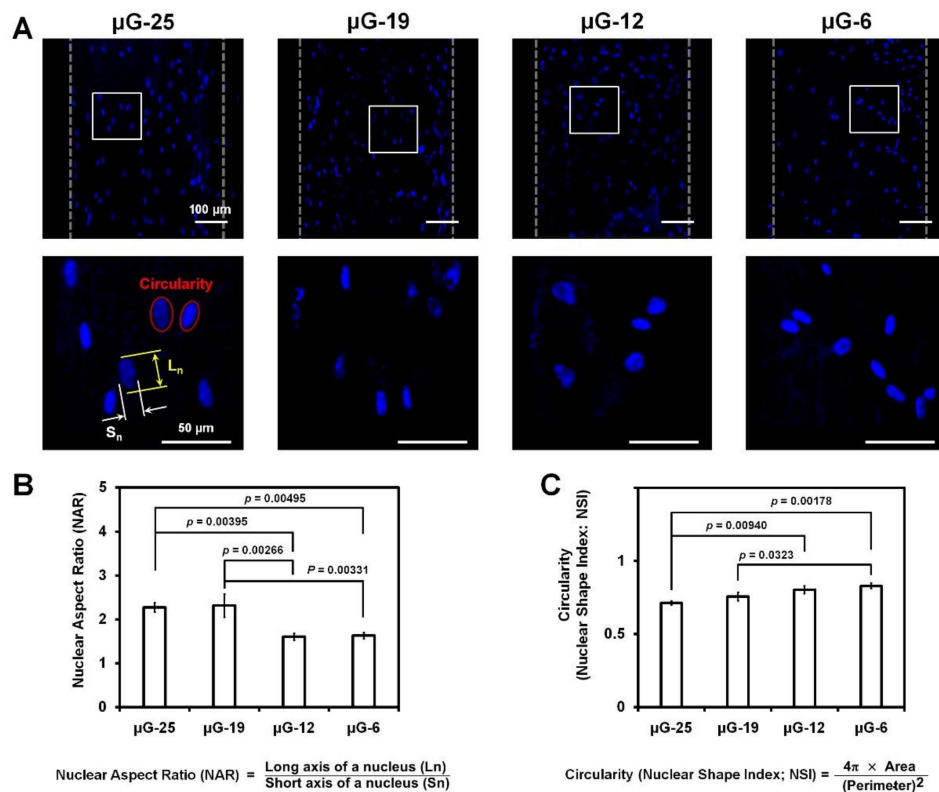 µG-25 µG-19 µG-12 µG-6
A
100 µm
Circularity
Ln
Sn
50 µm
B
Nuclear Aspect Ratio (NAR)
5
4
3
2
1
0
p = 0.00495
p = 0.00395
p = 0.00266
P = 0.00331
µG-25 µG-19 µG-12 µG-6
Nuclear Aspect Ratio (NAR) = Long axis of a nucleus (Ln)
Short axis of a nucleus (Sn)
C
Circularity
(Nuclear Shape Index: NSI)
1
0.5
0
p = 0.00178
p = 0.00940
p = 0.0323
µG-25 µG-19 µG-12 µG-6
Circularity (Nuclear Shape Index; NSI) = 4π × Area
(Perimeter)2